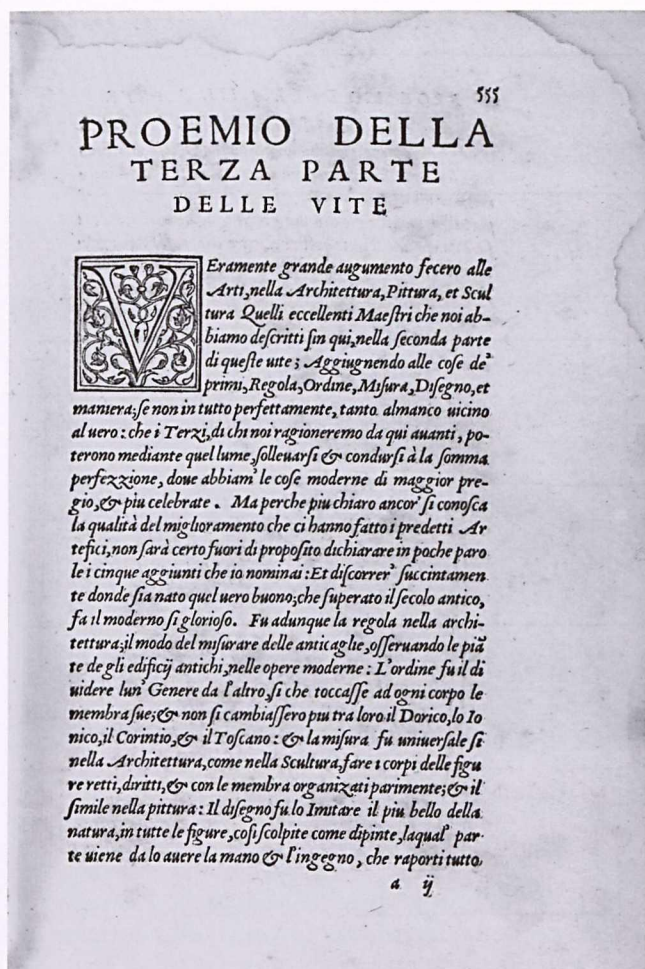 555
PROEMIO DELLA
TERZA PARTE
DELLE VITE
VEramente grande augumento fecero alle
Arti, nella Architettura, Pittura, et Scul
tura Quelli eccellenti Maestri che noi ab-
biamo descritti sin qui, nella seconda parte
di queste uite; Aggiugnendo alle cose de'
primi, Regola, Ordine, Misura, Disegno, et
maniera; se non in tutto perfettamente, tanto almanco uicino
al uero: che i Terzi, di chi noi ragioneremo da qui auanti, po-
terono mediante quel lume, solleuarsi & condursi à la somma
perfezzione, doue abbiam' le cose moderne di maggior pre-
gio, & piu celebrate. Ma perche piu chiaro ancor' si conosca
la qualità del miglioramento che ci hanno fatto i predetti Ar
tefici, non sarà certo fuori di proposito dichiarare in poche paro
le i cinque aggiunti che io nominai: Et discorrer' succintamen
te donde sia nato quel uero buono; che superato il secolo antico,
fa il moderno si glorioso. Fu adunque la regola nella archi-
tettura; il modo del misurare delle anticaglie, osseruando le piã
te de gli edificij antichi, nelle opere moderne: L'ordine fu il di
uidere lun' Genere da l'altro, si che toccasse ad ogni corpo le
membra sue; & non si cambiassero piu tra loro il Dorico, lo Io
nico, il Corintio, & il Toscano: & la misura fu uniuersale si
nella Architettura, come nella Scultura, fare i corpi delle figu
re retti, diritti, & con le membra organizati parimente; & il
simile nella pittura: Il disegno fu lo Imitare il piu bello della
natura, in tutte le figure, cosi scolpite come dipinte, laqual' par-
te uiene da lo auere la mano & l'ingegno, che raporti tutto
a ij